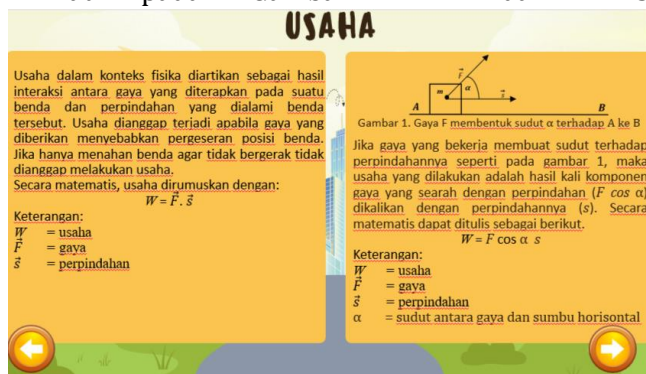 USAHA
Usaha dalam konteks fisika diartikan sebagai hasil
interaksi antara gaya yang diterapkan pada suatu
benda dan perpindahan yang dialami benda
tersebut. Usaha dianggap terjadi apabila gaya yang
diberikan menyebabkan pergeseran posisi benda.
Jika hanya menahan benda agar tidak bergerak tidak
dianggap melakukan usaha.
Secara matematis, usaha dirumuskan dengan:
W = F⃗ . s⃗
Keterangan:
W = usaha
F⃗ = gaya
s⃗ = perpindahan
F⃗
m α s⃗
A B
Gambar 1. Gaya F membentuk sudut α terhadap A ke B
Jika gaya yang bekerja membuat sudut terhadap
perpindahannya seperti pada gambar 1, maka
usaha yang dilakukan adalah hasil kali komponen
gaya yang searah dengan perpindahan (F cos α)
dikalikan dengan perpindahannya (s). Secara
matematis dapat ditulis sebagai berikut.
W = F cos α s
Keterangan:
W = usaha
F⃗ = gaya
s⃗ = perpindahan
α = sudut antara gaya dan sumbu horisontal